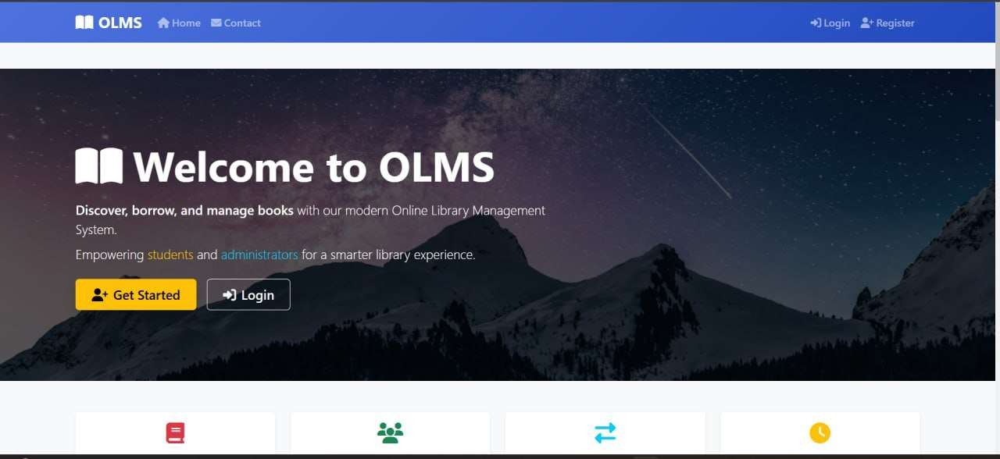 OLMS Home Contact Login Register
Welcome to OLMS
Discover, borrow, and manage books with our modern Online Library Management
System.
Empowering students and administrators for a smarter library experience.
Get Started Login